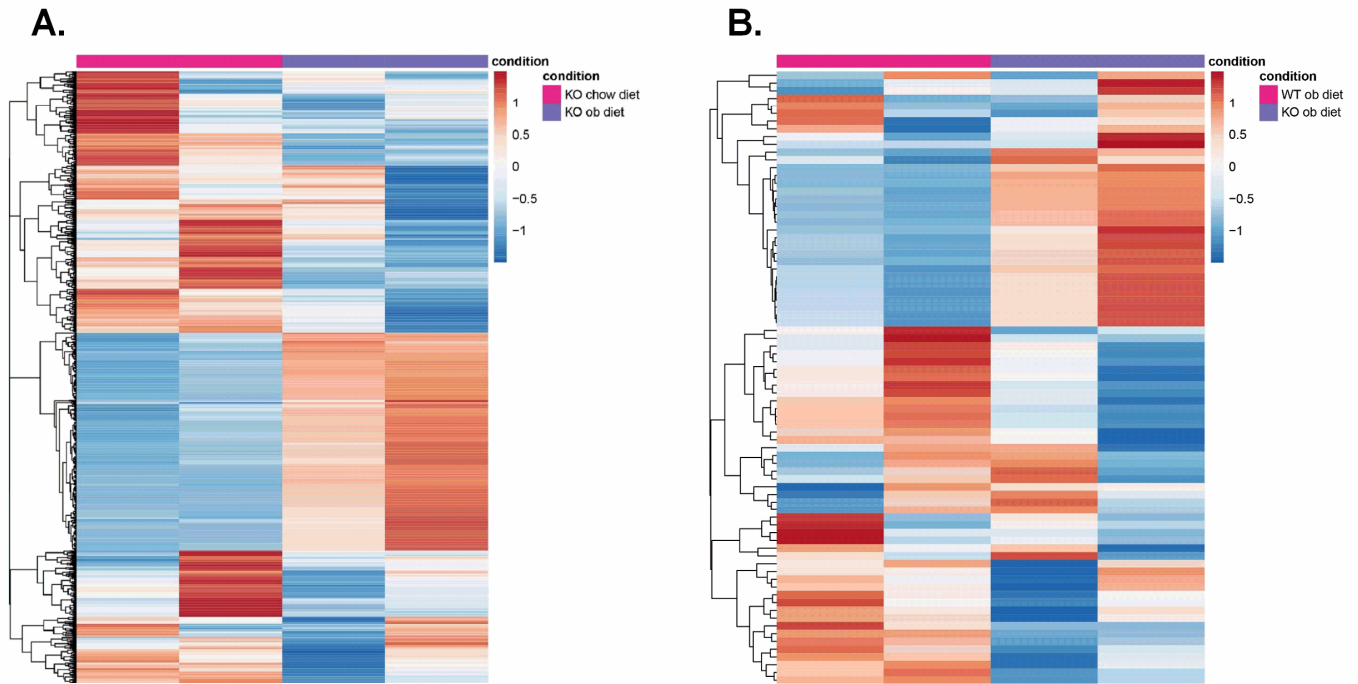 A.
condition
condition
KO chow diet
KO ob diet
1
0.5
0
−0.5
−1
B.
condition
condition
WT ob diet
KO ob diet
1
0.5
0
−0.5
−1